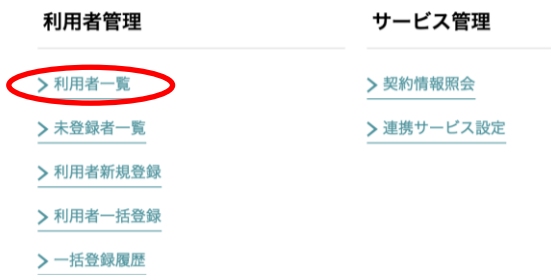 利用者管理
利用者一覧
未登録者一覧
利用者新規登録
利用者一括登録
一括登録履歴
サービス管理
契約情報照会
連携サービス設定